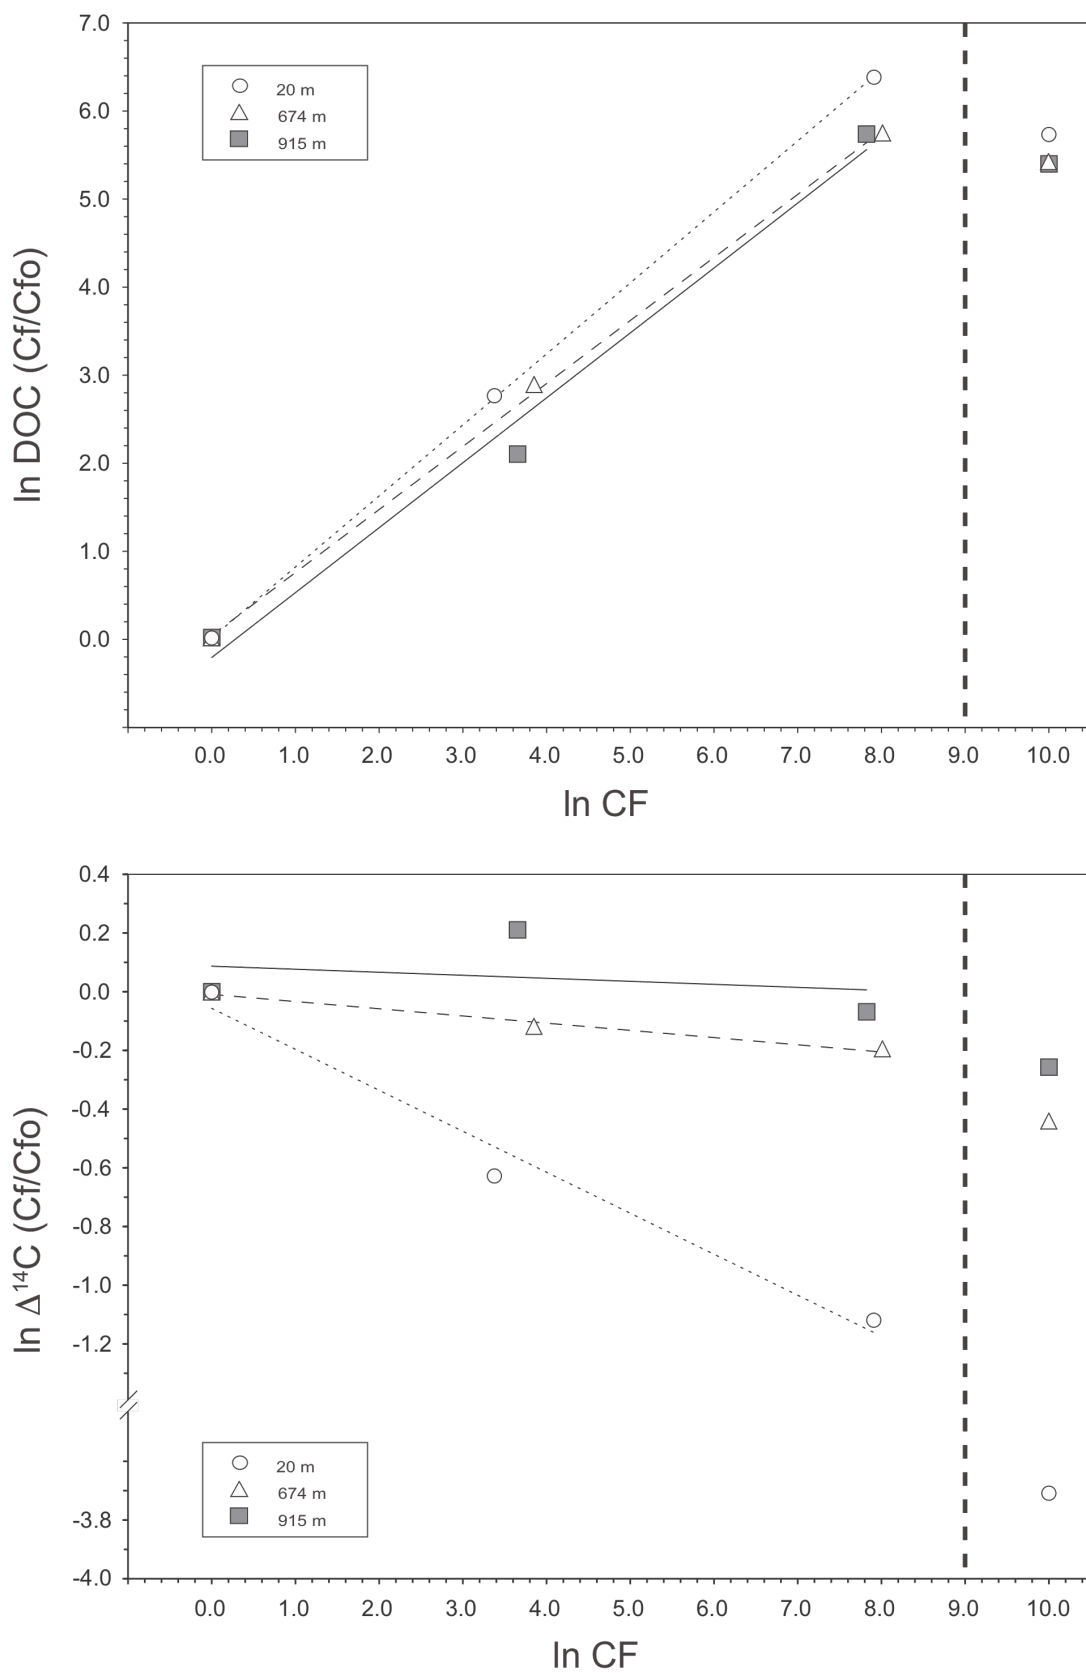 7.0
6.0
5.0
4.0
3.0
2.0
1.0
0.0
ln DOC (Cf/Cfo)
20 m
674 m
915 m
0.0 1.0 2.0 3.0 4.0 5.0 6.0 7.0 8.0 9.0 10.0
ln CF
0.4
0.2
0.0
-0.2
-0.4
-0.6
-0.8
-1.0
-1.2
-3.8
-4.0
ln Δ¹⁴C (Cf/Cfo)
20 m
674 m
915 m
0.0 1.0 2.0 3.0 4.0 5.0 6.0 7.0 8.0 9.0 10.0
ln CF